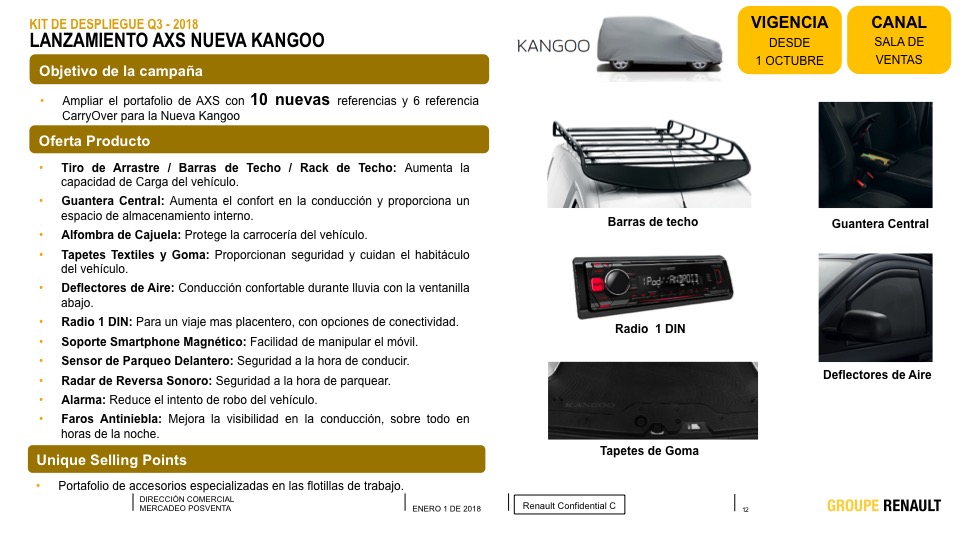 KIT DE DESPLIEGUE Q3 - 2018
LANZAMIENTO AXS NUEVA KANGOO
KANGOO
VIGENCIA
DESDE
1 OCTUBRE
CANAL
SALA DE
VENTAS
Objetivo de la campaña
• Ampliar el portafolio de AXS con 10 nuevas referencias y 6 referencia
CarryOver para la Nueva Kangoo
Oferta Producto
• Tiro de Arrastre / Barras de Techo / Rack de Techo: Aumenta la
capacidad de Carga del vehículo.
• Guantera Central: Aumenta el confort en la conducción y proporciona un
espacio de almacenamiento interno.
• Alfombra de Cajuela: Protege la carrocería del vehículo.
• Tapetes Textiles y Goma: Proporcionan seguridad y cuidan el habitáculo
del vehículo.
• Deflectores de Aire: Conducción confortable durante lluvia con la ventanilla
abajo.
• Radio 1 DIN: Para un viaje mas placentero, con opciones de conectividad.
• Soporte Smartphone Magnético: Facilidad de manipular el móvil.
• Sensor de Parqueo Delantero: Seguridad a la hora de conducir.
• Radar de Reversa Sonoro: Seguridad a la hora de parquear.
• Alarma: Reduce el intento de robo del vehículo.
• Faros Antiniebla: Mejora la visibilidad en la conducción, sobre todo en
horas de la noche.
Unique Selling Points
• Portafolio de accesorios especializadas en las flotillas de trabajo.
Barras de techo
Guantera Central
iPod ANDROID
Radio 1 DIN
Deflectores de Aire
KANGOO
Tapetes de Goma
DIRECCIÓN COMERCIAL
MERCADEO POSVENTA
ENERO 1 DE 2018
Renault Confidential C
12
GROUPE RENAULT